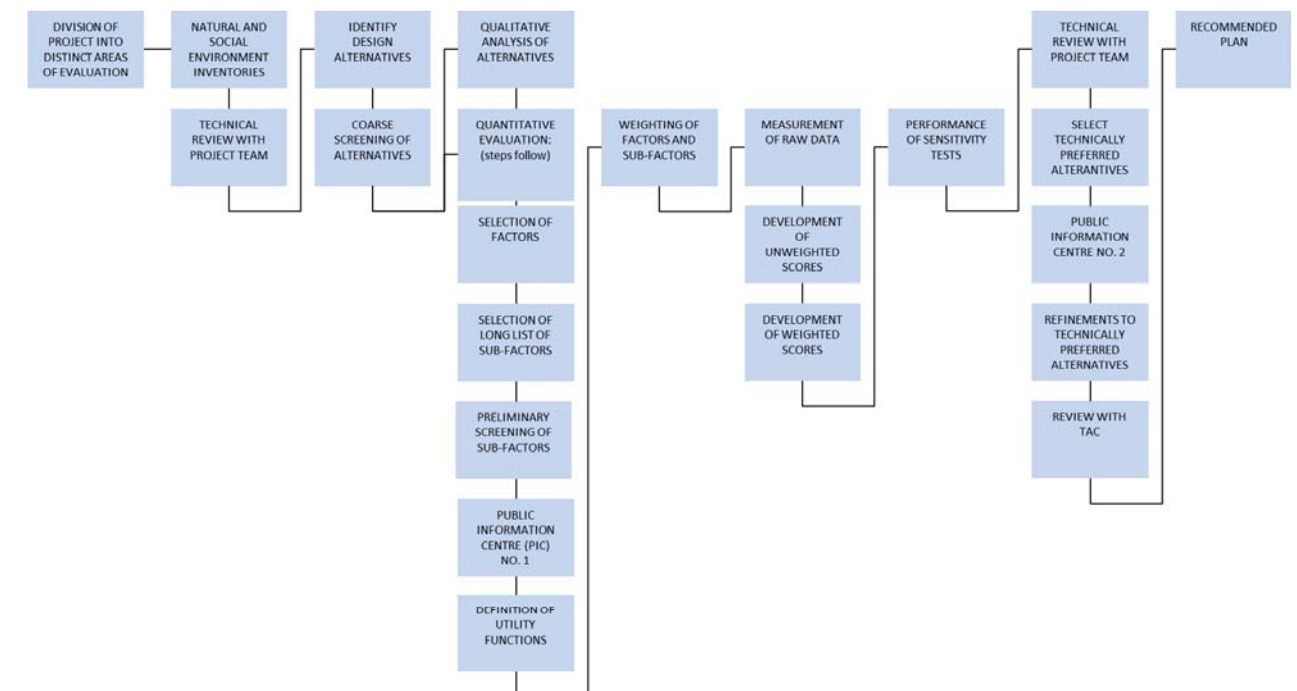 DIVISION OF
PROJECT INTO
DISTINCT AREAS
OF EVALUATION
NATURAL AND
SOCIAL
ENVIRONMENT
INVENTORIES
TECHNICAL
REVIEW WITH
PROJECT TEAM
IDENTIFY
DESIGN
ALTERNATIVES
COARSE
SCREENING OF
ALTERNATIVES
QUALITATIVE
ANALYSIS OF
ALTERNATIVES
QUANTITATIVE
EVALUATION:
(steps follow)
SELECTION OF
FACTORS
SELECTION OF
LONG LIST OF
SUB-FACTORS
PRELIMINARY
SCREENING OF
SUB-FACTORS
PUBLIC
INFORMATION
CENTRE (PIC)
NO. 1
DEFINITION OF
UTILITY
FUNCTIONS
WEIGHTING OF
FACTORS AND
SUB-FACTORS
MEASUREMENT
OF RAW DATA
DEVELOPMENT
OF
UNWEIGHTED
SCORES
DEVELOPMENT
OF WEIGHTED
SCORES
PERFORMANCE
OF SENSITIVITY
TESTS
TECHNICAL
REVIEW WITH
PROJECT TEAM
SELECT
TECHNICALLY
PREFERRED
ALTERANTIVES
PUBLIC
INFORMATION
CENTRE NO. 2
REFINEMENTS TO
TECHNICALLY
PREFERRED
ALTERNATIVES
REVIEW WITH
TAC
RECOMMENDED
PLAN